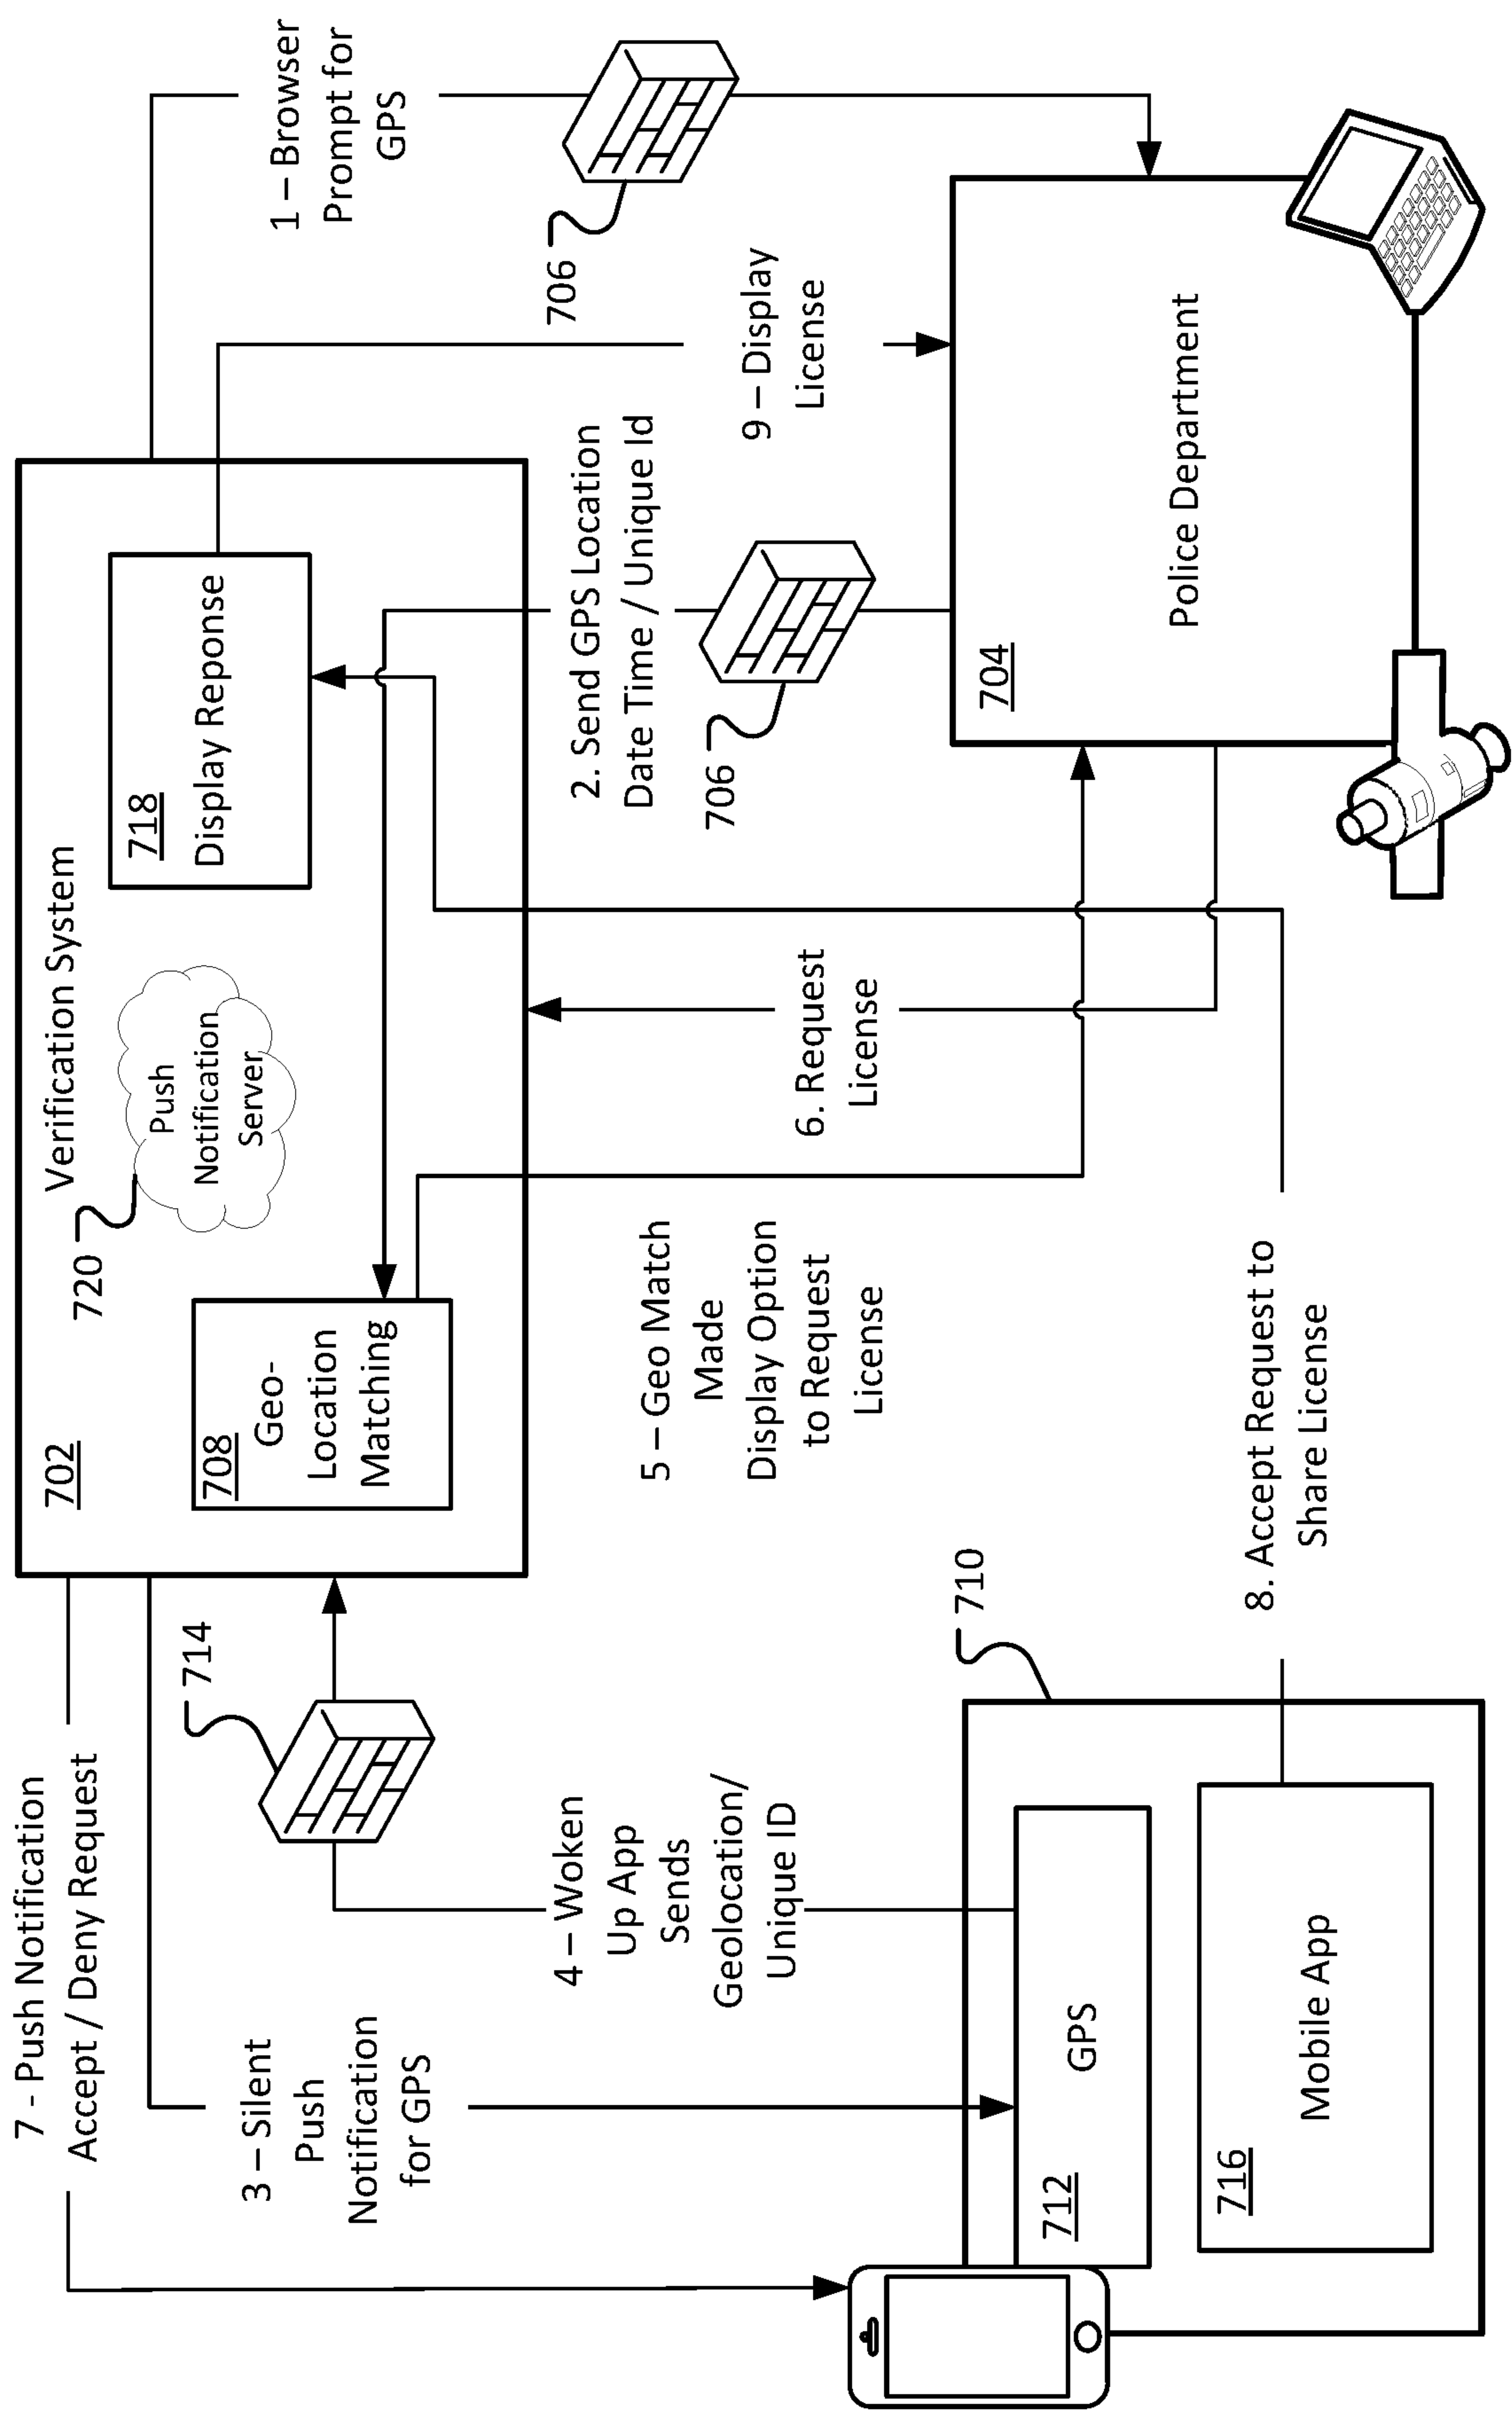 7 - Push Notification
Accept / Deny Request
3 – Silent
Push
Notification
for GPS
4 – Woken
Up App
Sends
Geolocation/
Unique ID
714
702
Verification System
720
Push
Notification
Server
708
Geo-
Location
Matching
718
Display Reponse
1 – Browser
Prompt for
GPS
706
2. Send GPS Location
Date Time / Unique Id
706
9 – Display
License
5 – Geo Match
Made
Display Option
to Request
License
6. Request
License
704
Police Department
710
712
GPS
716
Mobile App
8. Accept Request to
Share License